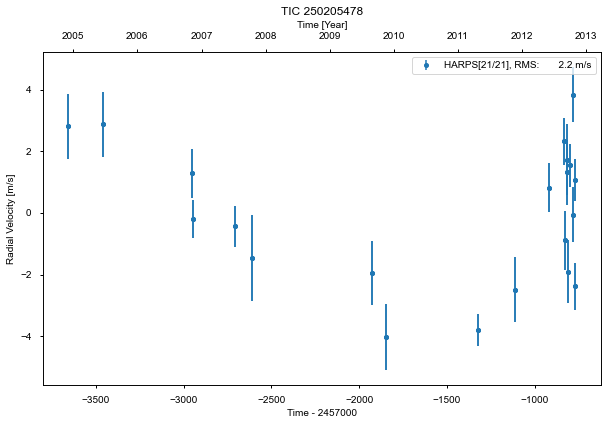 TIC 250205478
Time [Year]
2005 2006 2007 2008 2009 2010 2011 2012 2013
HARPS[21/21], RMS: 2.2 m/s
Radial Velocity [m/s]
4
2
0
−2
−4
−3500 −3000 −2500 −2000 −1500 −1000
Time - 2457000